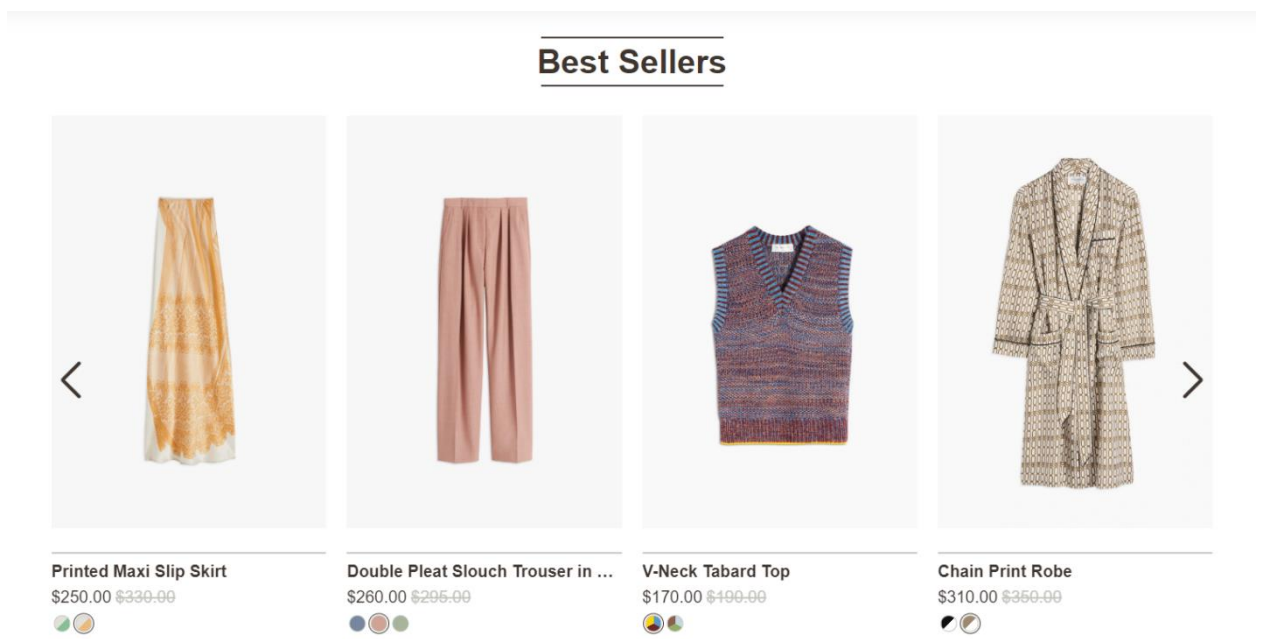 Best Sellers
Printed Maxi Slip Skirt
$250.00 $330.00
Double Pleat Slouch Trouser in ...
$260.00 $295.00
V-Neck Tabard Top
$170.00 $190.00
Chain Print Robe
$310.00 $350.00